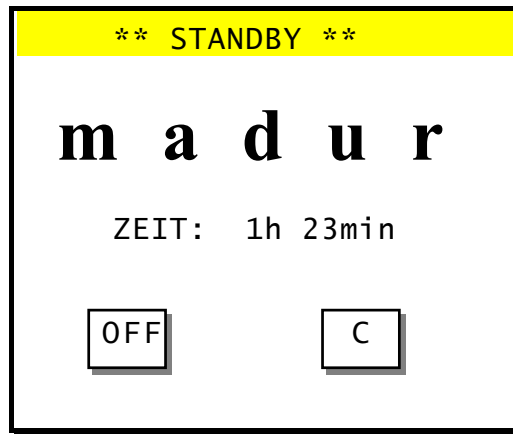 ** STANDBY **
m a d u r
ZEIT: 1h 23min
OFF C